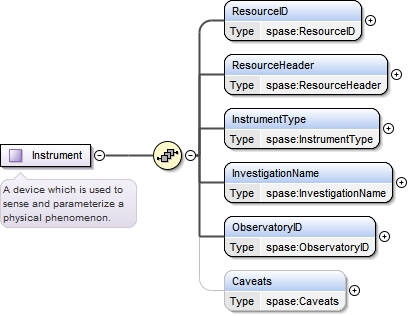 ResourceID
Type spase:ResourceID
ResourceHeader
Type spase:ResourceHeader
InstrumentType
Type spase:InstrumentType
Instrument
A device which is used to
sense and parameterize a
physical phenomenon.
InvestigationName
Type spase:InvestigationName
ObservatoryID
Type spase:ObservatoryID
Caveats
Type spase:Caveats